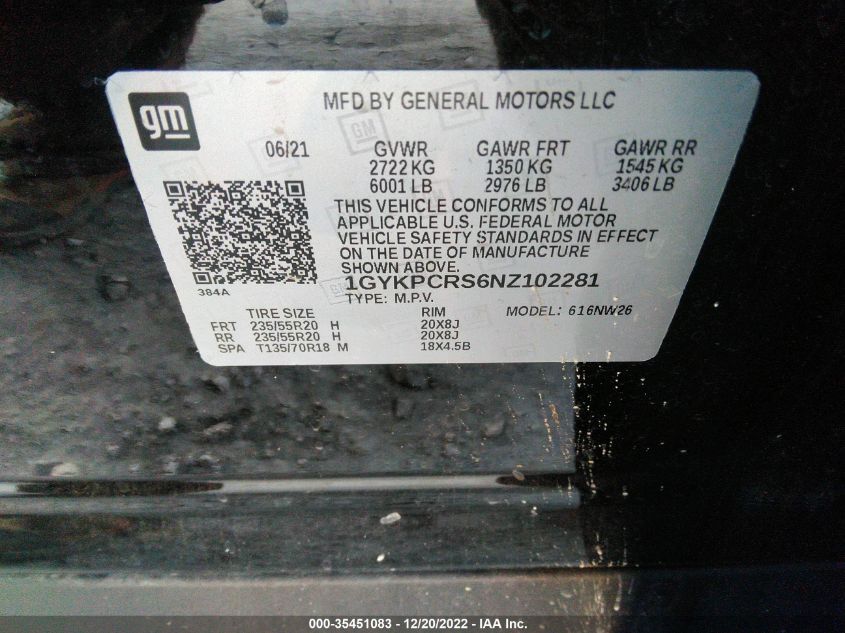 gm
MFD BY GENERAL MOTORS LLC
06/21 GVWR GAWR FRT GAWR RR
2722 KG 1350 KG 1545 KG
6001 LB 2976 LB 3406 LB
THIS VEHICLE CONFORMS TO ALL
APPLICABLE U.S. FEDERAL MOTOR
VEHICLE SAFETY STANDARDS IN EFFECT
ON THE DATE OF MANUFACTURE
SHOWN ABOVE.
384A
1GYKPCRS6NZ102281
TYPE: M.P.V.
TIRE SIZE RIM MODEL: 616NW26
FRT 235/55R20 H 20X8J
RR 235/55R20 H 20X8J
SPA T135/70R18 M 18X4.5B
000-35451083 - 12/20/2022 - IAA Inc.